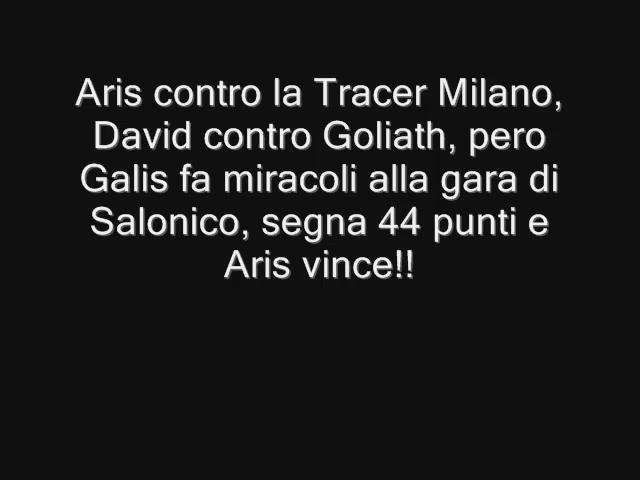 Aris contro la Tracer Milano,
David contro Goliath, pero
Galis fa miracoli alla gara di
Salonico, segna 44 punti e
Aris vince!!